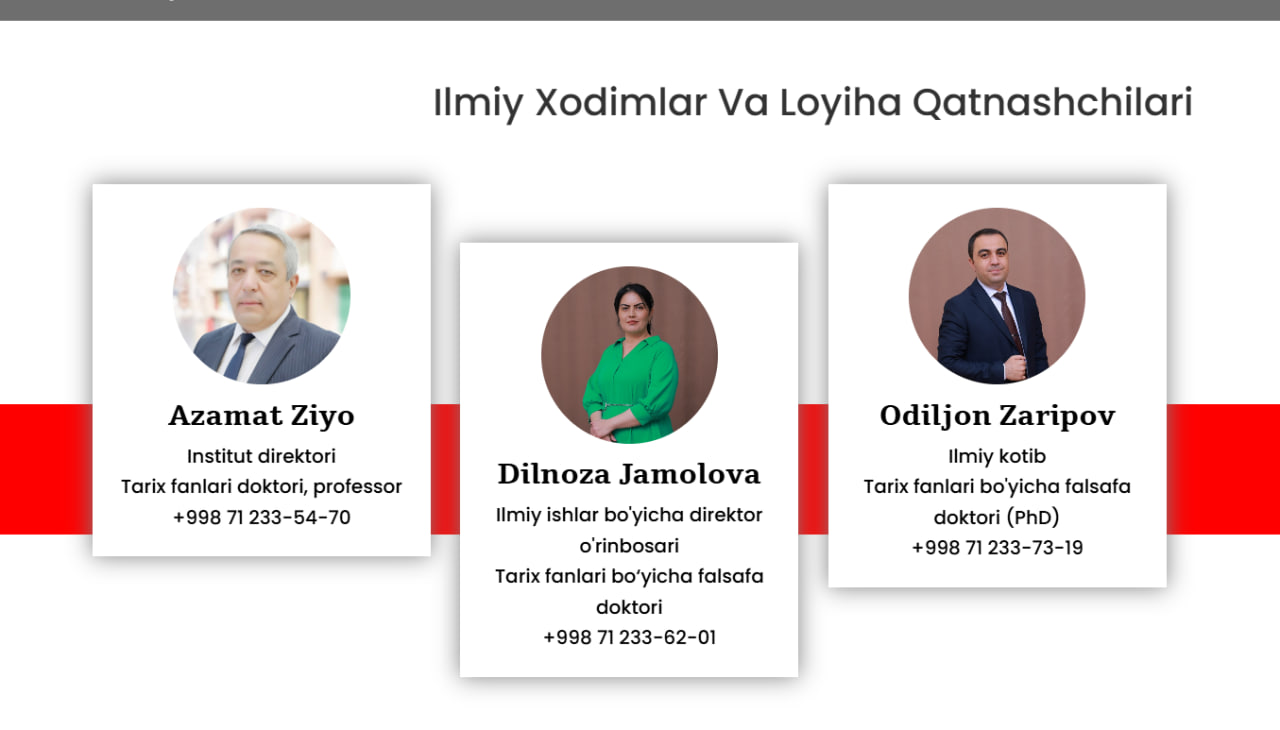 Ilmiy Xodimlar Va Loyiha Qatnashchilari
Azamat Ziyo
Institut direktori
Tarix fanlari doktori, professor
+998 71 233-54-70
Dilnoza Jamolova
Ilmiy ishlar bo'yicha direktor
o'rinbosari
Tarix fanlari bo‘yicha falsafa
doktori
+998 71 233-62-01
Odiljon Zaripov
Ilmiy kotib
Tarix fanlari bo'yicha falsafa
doktori (PhD)
+998 71 233-73-19